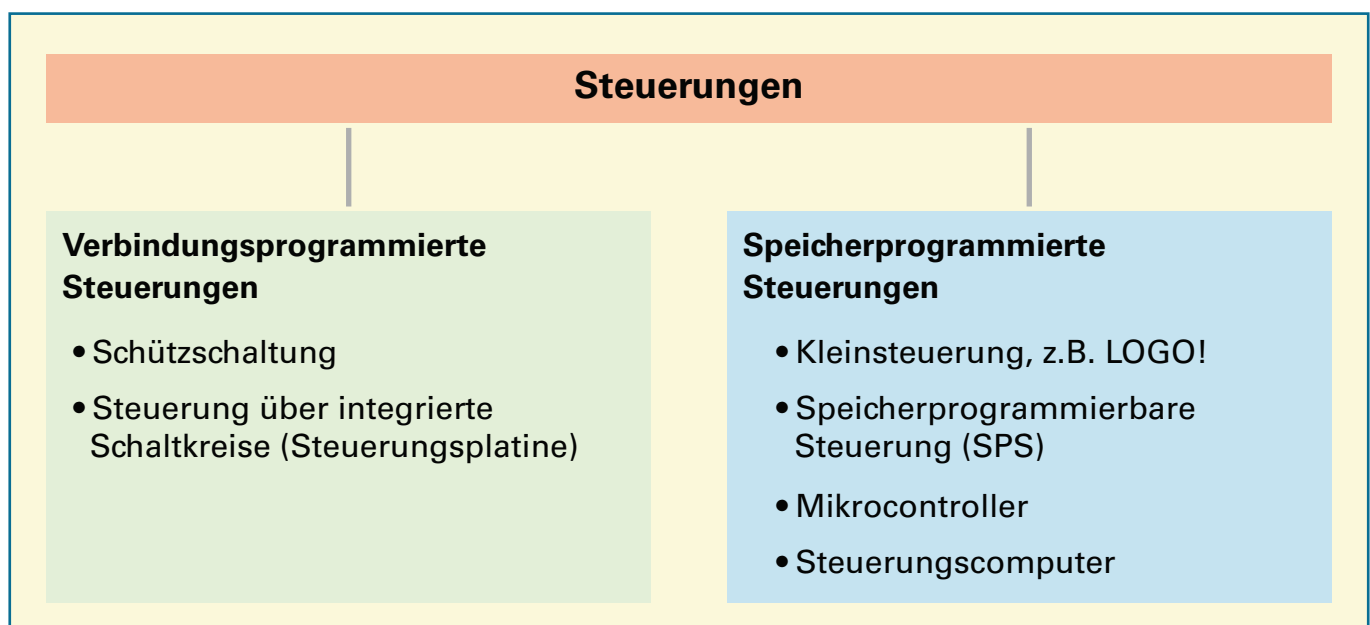 Steuerungen
Verbindungsprogrammierte
Steuerungen
• Schützschaltung
• Steuerung über integrierte
Schaltkreise (Steuerungsplatine)
Speicherprogrammierte
Steuerungen
• Kleinsteuerung, z.B. LOGO!
• Speicherprogrammierbare
Steuerung (SPS)
• Mikrocontroller
• Steuerungscomputer